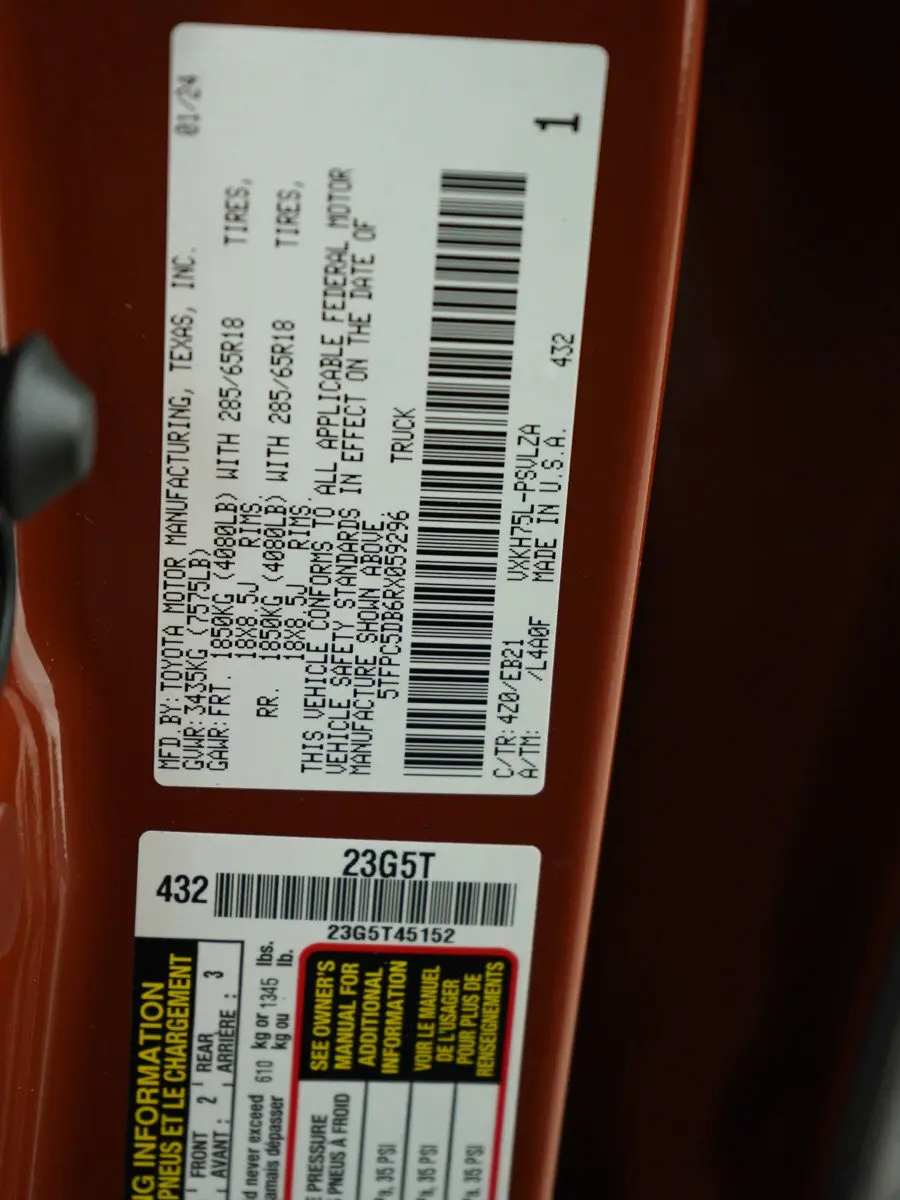 01/24
MFD.BY:TOYOTA MOTOR MANUFACTURING, TEXAS, INC.
GVWR:3435KG (7575LB)
GAWR:FRT. 1850KG (4080LB) WITH 285/65R18 TIRES,
18X8.5J RIMS.
RR. 1850KG (4080LB) WITH 285/65R18 TIRES,
18X8.5J RIMS.
THIS VEHICLE CONFORMS TO ALL APPLICABLE FEDERAL MOTOR
VEHICLE SAFETY STANDARDS IN EFFECT ON THE DATE OF
MANUFACTURE SHOWN ABOVE.
5TFPC5DB6RX059296 TRUCK
1
C/TR:4Z0/EB21 VXKH75L-PSVLZA 432
A/TM: /L4A0F MADE IN U.S.A.
23G5T
432
23G5T45152
INFORMATION
PNEUS ET LE CHARGEMENT
FRONT 2 REAR 3
AVANT : ARRIÈRE :
never exceed 610 kg or 1345 lbs.
jamais dépasser kg ou lb.
PRESSURE
PNEUS À FROID
35 PSI
35 PSI
35 PSI
SEE OWNER'S
MANUAL FOR
ADDITIONAL
INFORMATION
VOIR LE MANUEL
DE L'USAGER
POUR PLUS DE
RENSEIGNEMENTS